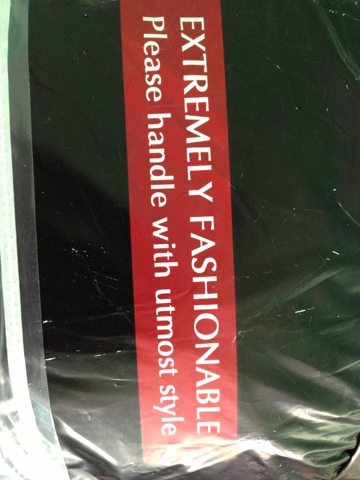 EXTREMELY FASHIONABLE
Please handle with utmost style